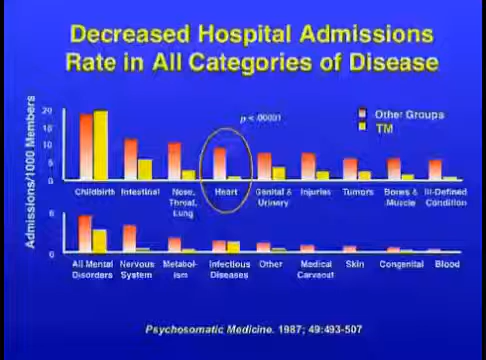 Decreased Hospital Admissions
Rate in All Categories of Disease
Admissions/1000 Members
20
15
10
5
0
p < .00001
Other Groups
TM
Childbirth
Intestinal
Nose,
Throat,
Lung
Heart
Genital &
Urinary
Injuries
Tumors
Bones &
Muscle
Ill-Defined
Condition
0
All Mental
Disorders
Nervous
System
Metabol-
ism
Infectious
Diseases
Other
Medical
Carveout
Skin
Congenital
Blood
Psychosomatic Medicine. 1987; 49:493-507